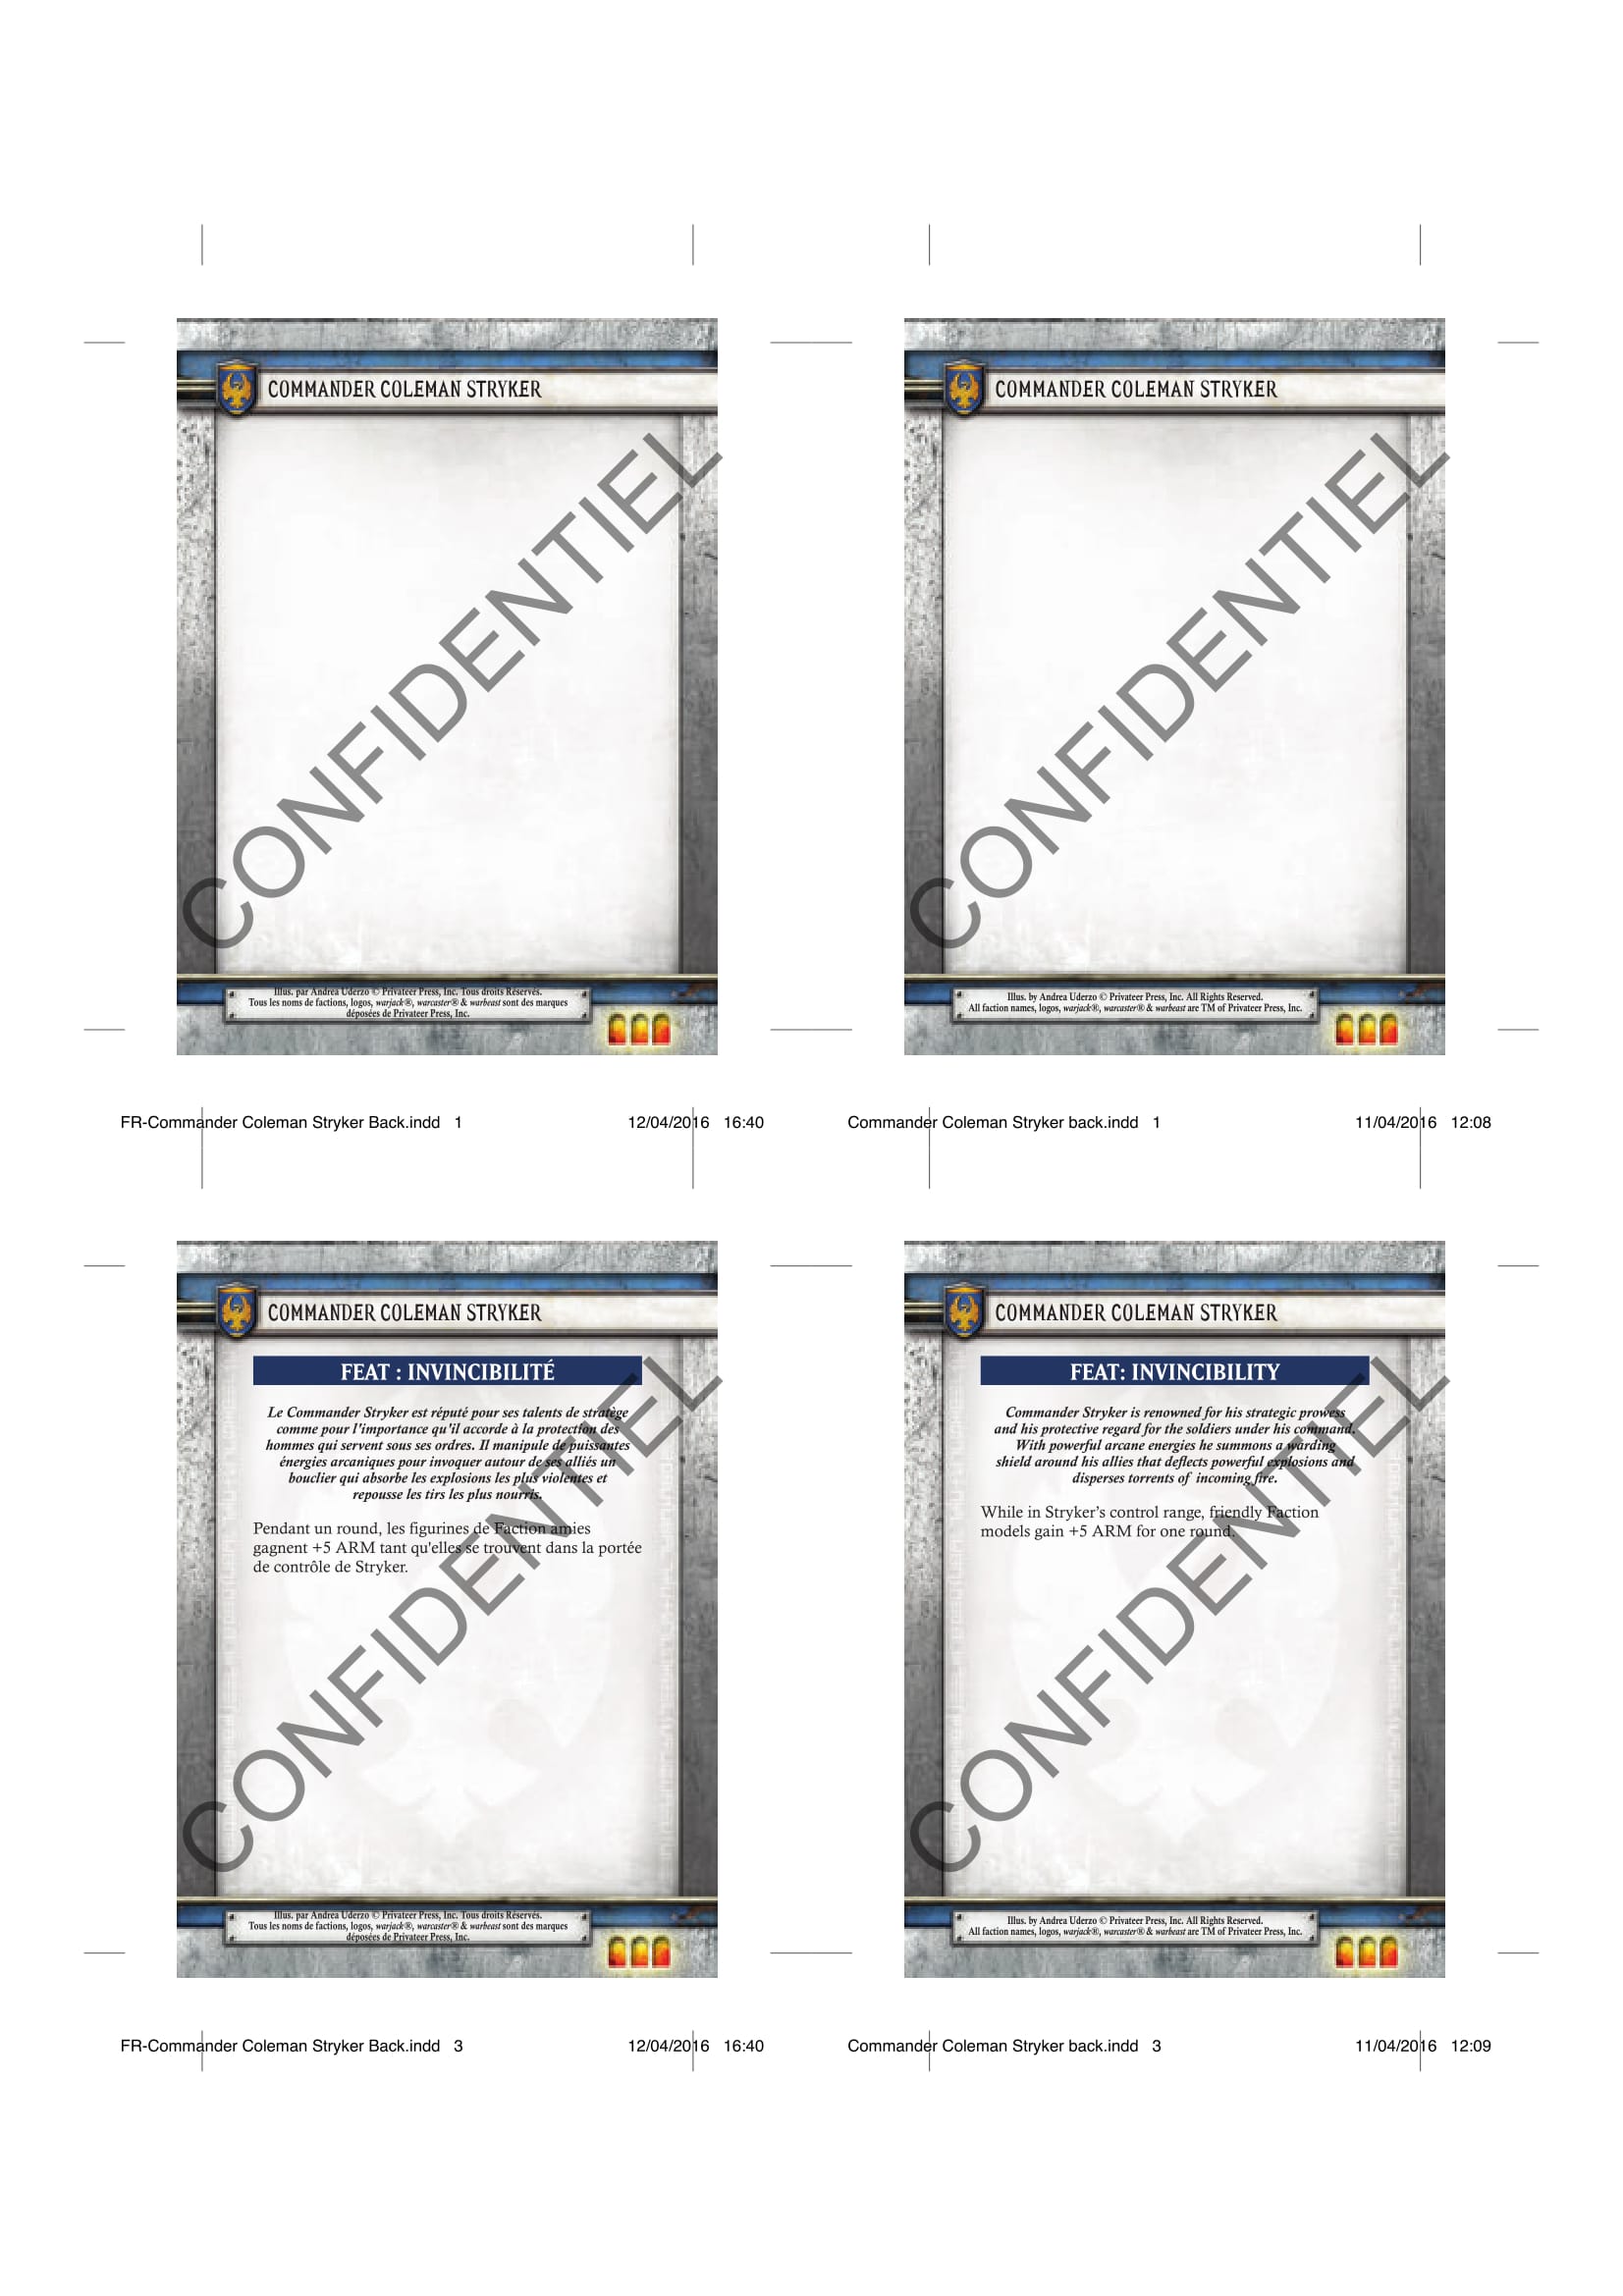 COMMANDER COLEMAN STRYKER
CONFIDENTIEL
Illus. par Andrea Uderzo © Privateer Press, Inc. Tous droits Réservés.
Tous les noms de factions, logos, warjack®, warcaster® & warbeast sont des marques
déposées de Privateer Press, Inc.
FR-Commander Coleman Stryker Back.indd 1 12/04/2016 16:40
COMMANDER COLEMAN STRYKER
CONFIDENTIEL
Illus. by Andrea Uderzo © Privateer Press, Inc. All Rights Reserved.
All faction names, logos, warjack®, warcaster® & warbeast are TM of Privateer Press, Inc.
Commander Coleman Stryker back.indd 1 11/04/2016 12:08
COMMANDER COLEMAN STRYKER
FEAT : INVINCIBILITÉ
Le Commander Stryker est réputé pour ses talents de stratège
comme pour l'importance qu'il accorde à la protection des
hommes qui servent sous ses ordres. Il manipule de puissantes
énergies arcaniques pour invoquer autour de ses alliés un
bouclier qui absorbe les explosions les plus violentes et
repousse les tirs les plus nourris.
Pendant un round, les figurines de Faction amies
gagnent +5 ARM tant qu'elles se trouvent dans la portée
de contrôle de Stryker.
CONFIDENTIEL
Illus. par Andrea Uderzo © Privateer Press, Inc. Tous droits Réservés.
Tous les noms de factions, logos, warjack®, warcaster® & warbeast sont des marques
déposées de Privateer Press, Inc.
FR-Commander Coleman Stryker Back.indd 3 12/04/2016 16:40
COMMANDER COLEMAN STRYKER
FEAT: INVINCIBILITY
Commander Stryker is renowned for his strategic prowess
and his protective regard for the soldiers under his command.
With powerful arcane energies he summons a warding
shield around his allies that deflects powerful explosions and
disperses torrents of incoming fire.
While in Stryker's control range, friendly Faction
models gain +5 ARM for one round.
CONFIDENTIEL
Illus. by Andrea Uderzo © Privateer Press, Inc. All Rights Reserved.
All faction names, logos, warjack®, warcaster® & warbeast are TM of Privateer Press, Inc.
Commander Coleman Stryker back.indd 3 11/04/2016 12:09